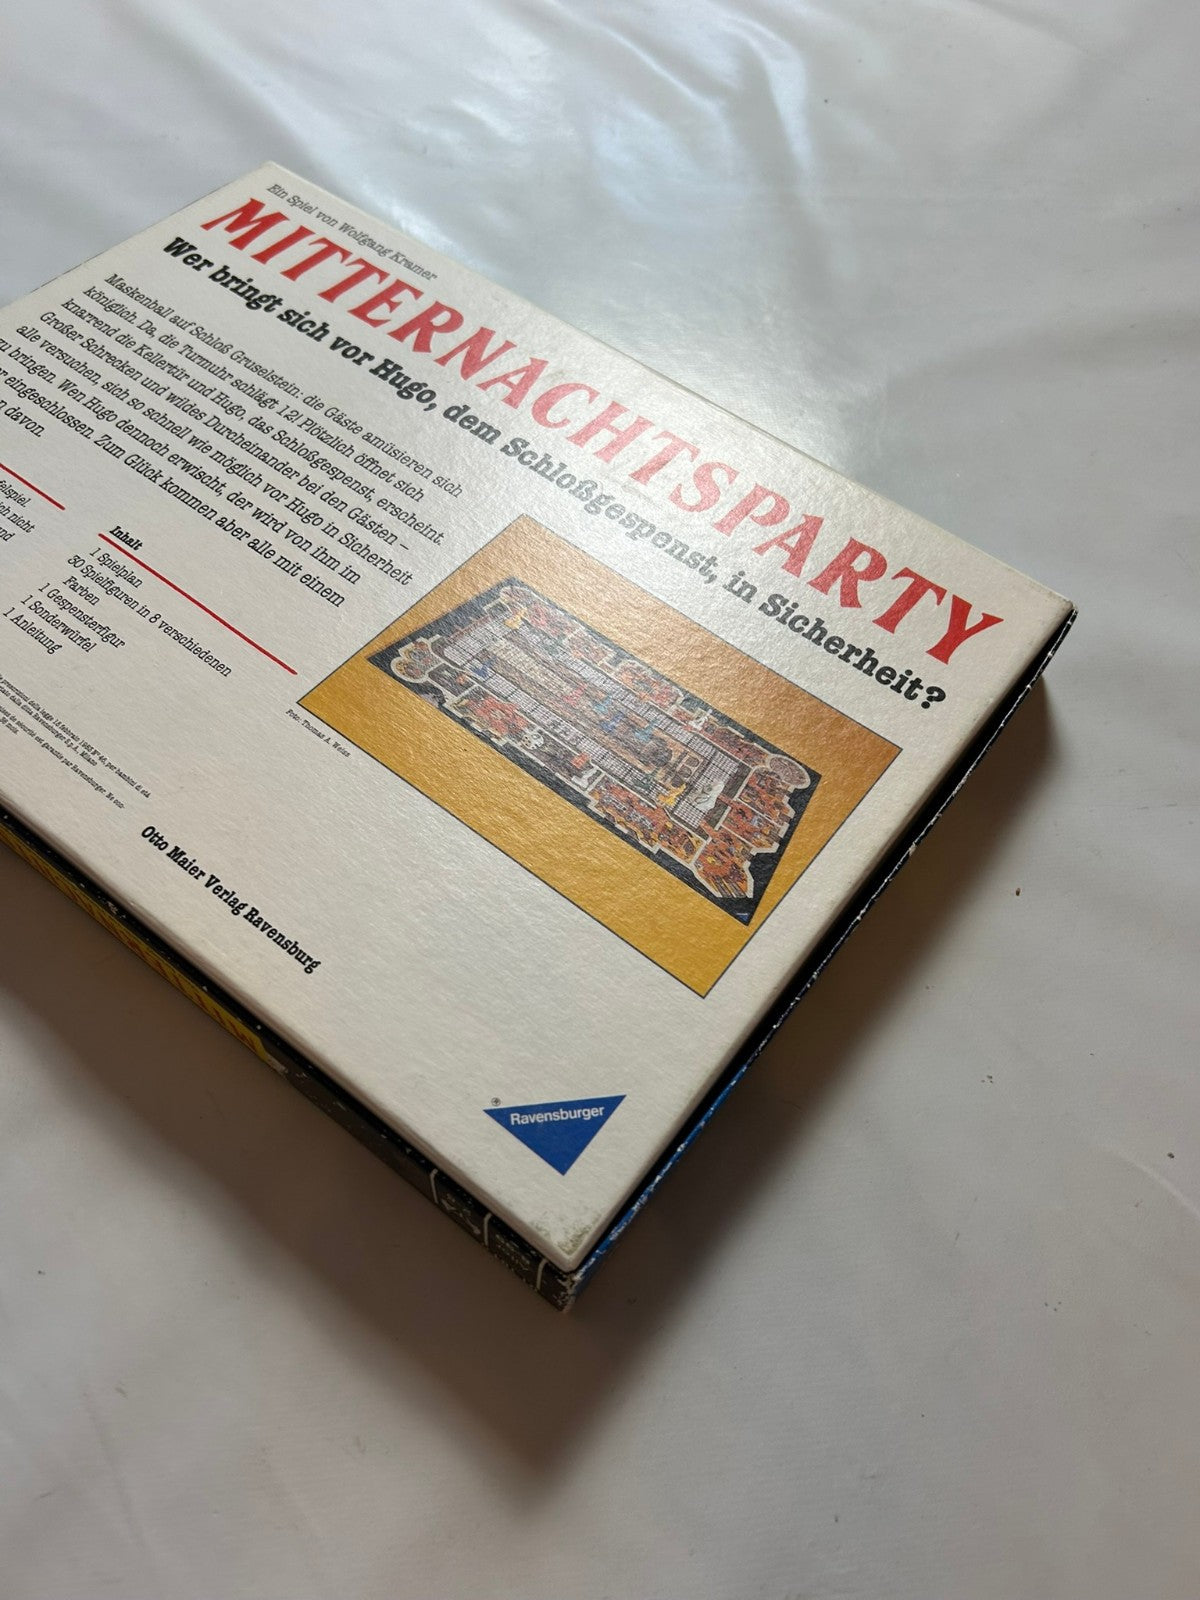 Ein Spiel von Wolfgang Kramer
MITTERNACHTSPARTY
Wer bringt sich vor Hugo, dem Schloßgespenst, in Sicherheit?
Maskenball auf Schloß Gruselstein: die Gäste amüsieren sich
königlich. Da, die Turmuhr schlägt 12! Plötzlich öffnet sich
knarrend die Kellertür und Hugo, das Schloßgespenst, erscheint.
Großer Schrecken und wildes Durcheinander bei den Gästen –
alle versuchen, sich so schnell wie möglich vor Hugo in Sicherheit
zu bringen. Wen Hugo dennoch erwischt, der wird von ihm im
eingeschlossen. Zum Glück kommen aber alle mit einem
davon.
Inhalt
1 Spielplan
30 Spielfiguren in 8 verschiedenen
Farben
1 Gespensterfigur
1 Sonderwürfel
1 Anleitung
Foto: Thomas A. Weiss
Otto Maier Verlag Ravensburg
® Ravensburger